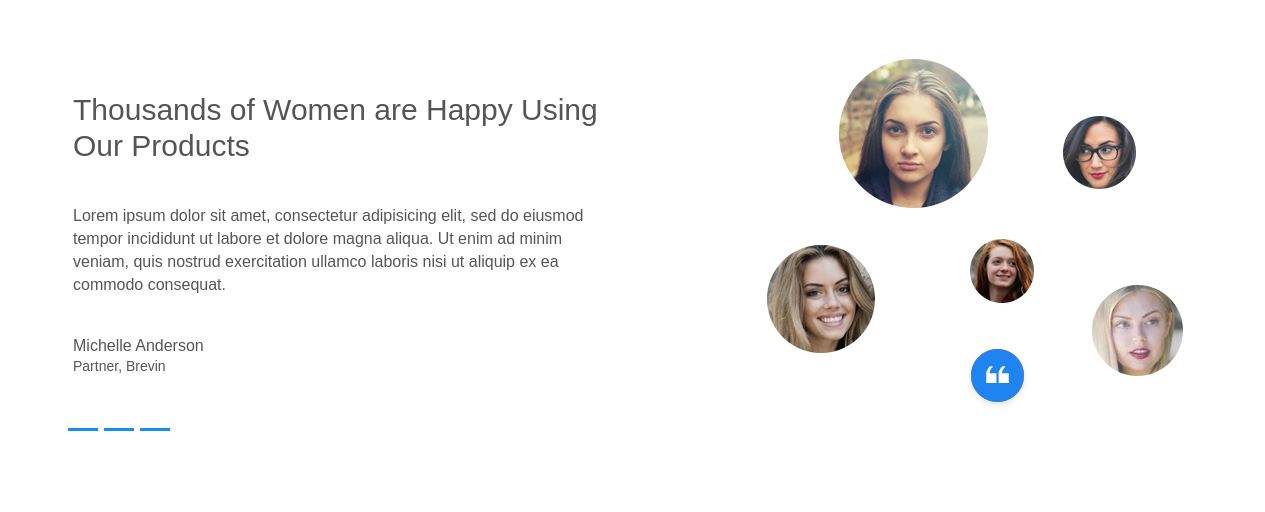 Thousands of Women are Happy Using
Our Products
Lorem ipsum dolor sit amet, consectetur adipisicing elit, sed do eiusmod
tempor incididunt ut labore et dolore magna aliqua. Ut enim ad minim
veniam, quis nostrud exercitation ullamco laboris nisi ut aliquip ex ea
commodo consequat.
Michelle Anderson
Partner, Brevin